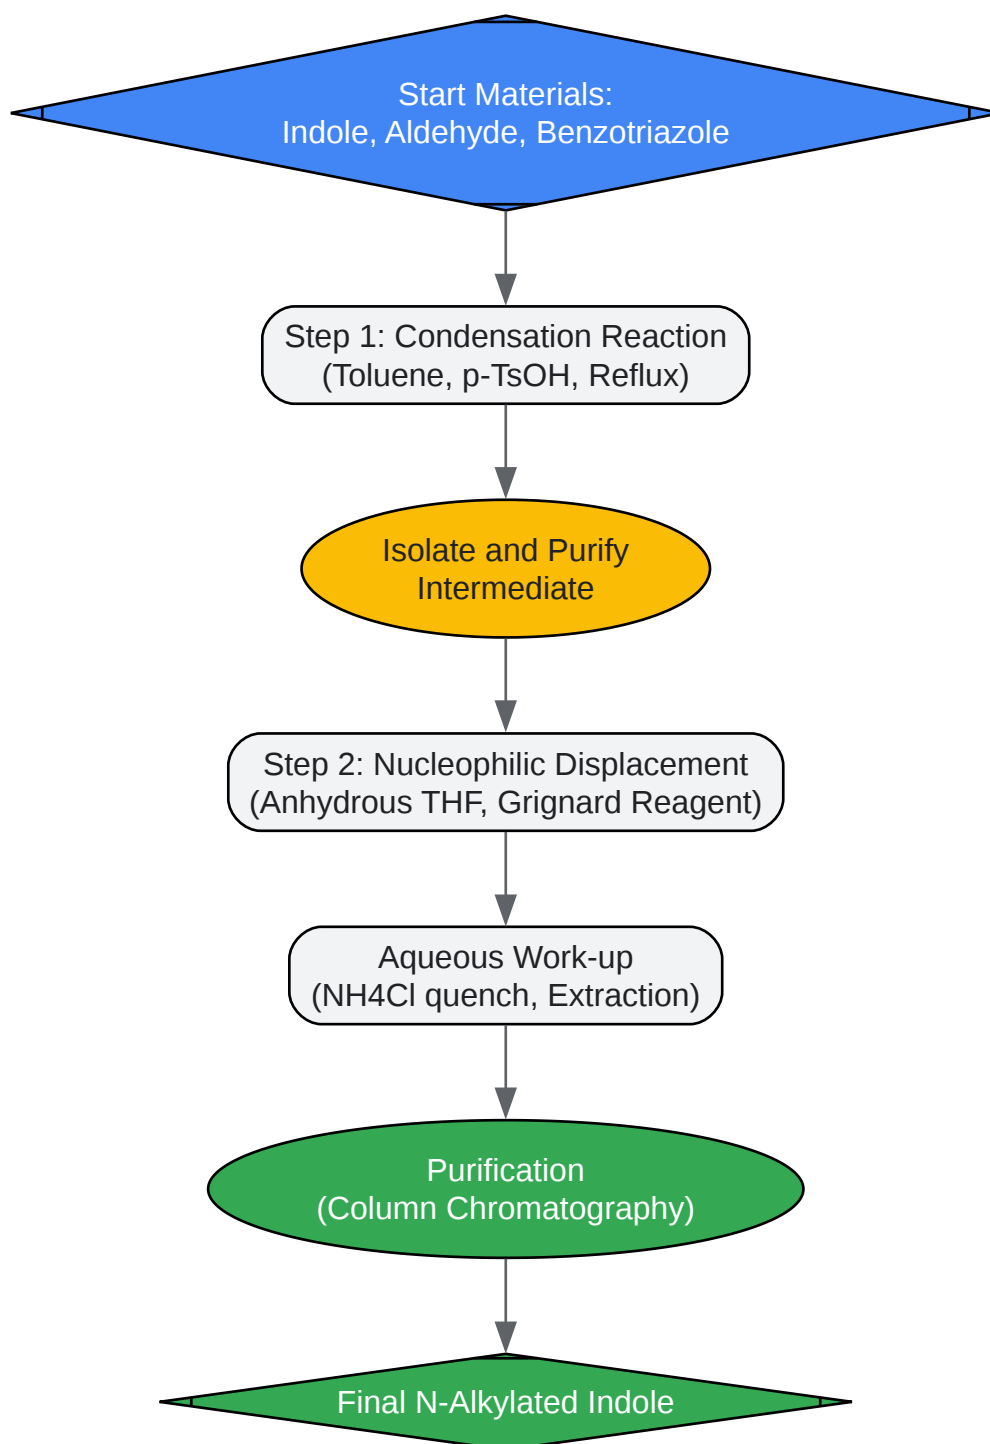 Start Materials:
Indole, Aldehyde, Benzotriazole
Step 1: Condensation Reaction
(Toluene, p-TsOH, Reflux)
Isolate and Purify
Intermediate
Step 2: Nucleophilic Displacement
(Anhydrous THF, Grignard Reagent)
Aqueous Work-up
(NH4Cl quench, Extraction)
Purification
(Column Chromatography)
Final N-Alkylated Indole